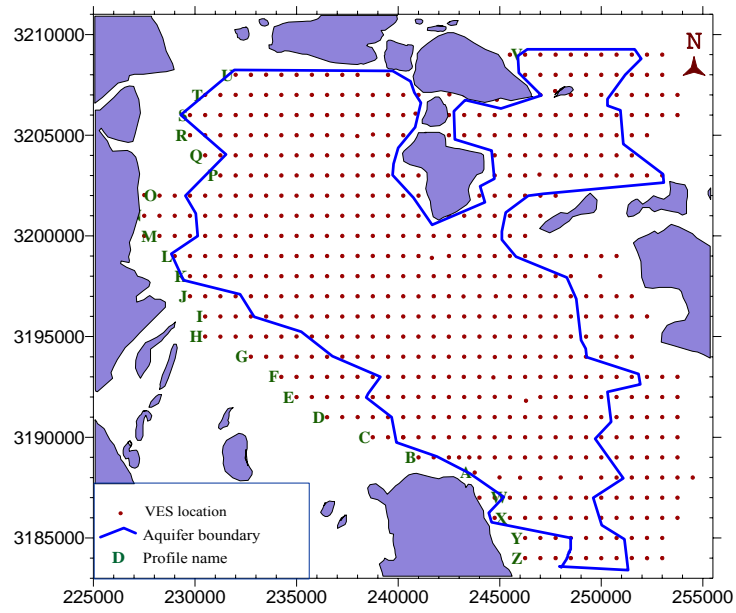 3210000
3205000
3200000
3195000
3190000
3185000
225000 230000 235000 240000 245000 250000 255000
N
V
U
T
S
R
Q
P
O
M
L
K
J
I
H
G
F
E
D
C
B
A
W
X
Y
Z
VES location
Aquifer boundary
D Profile name